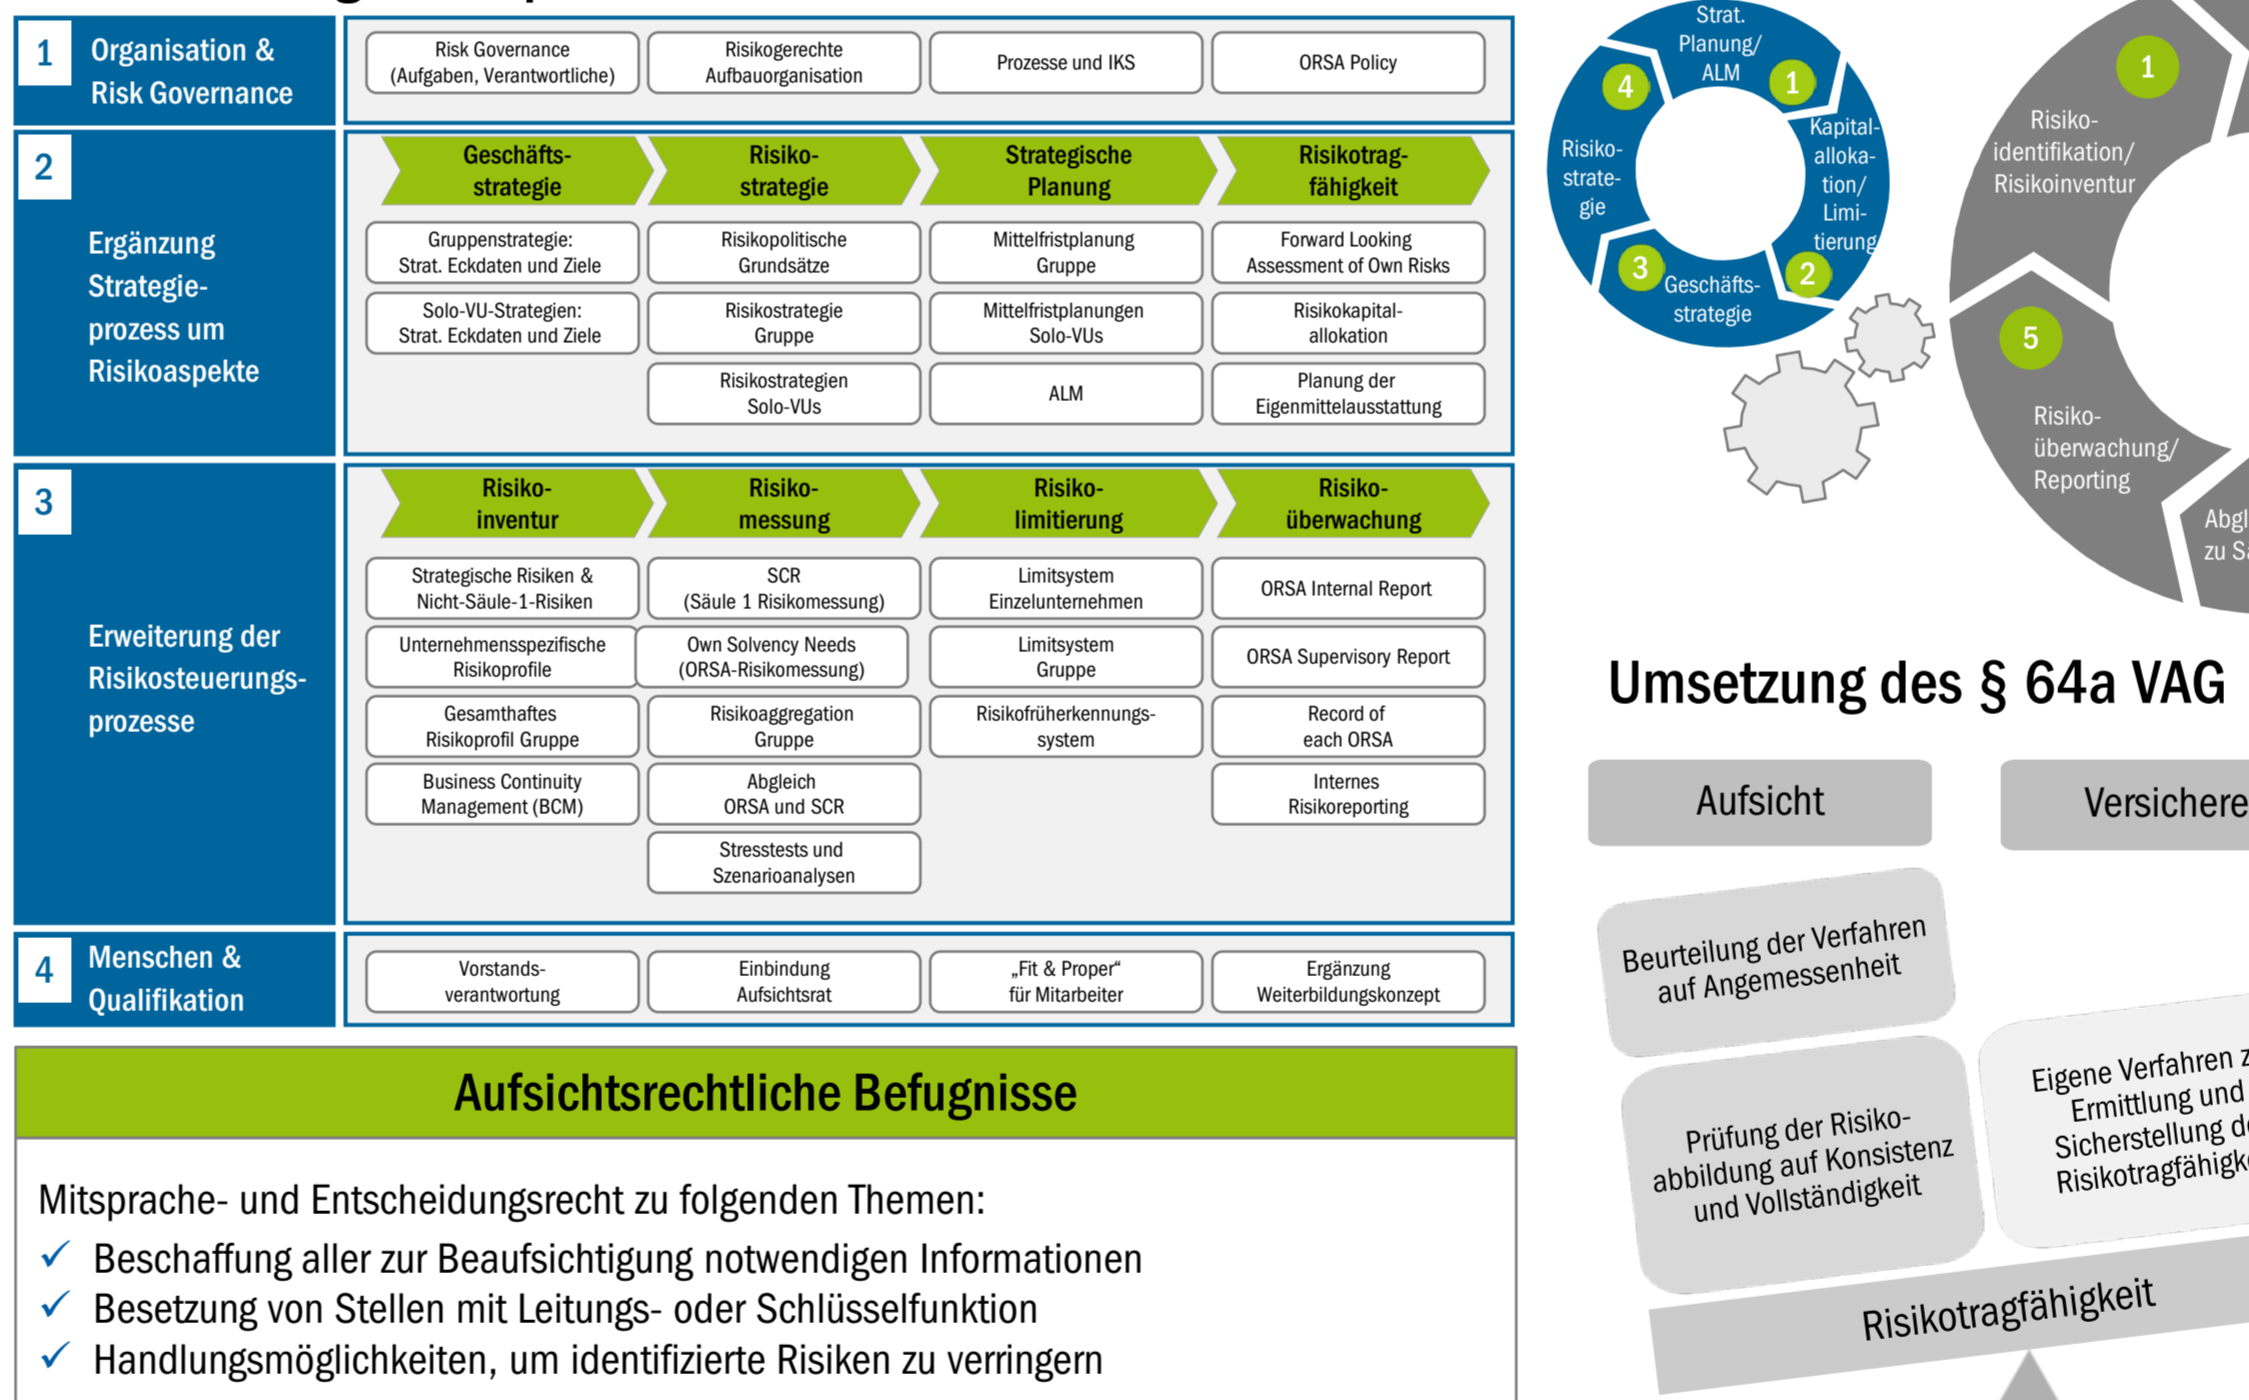 1
Organisation &
Risk Governance
Risk Governance
(Aufgaben, Verantwortliche)
Risikogerechte
Aufbauorganisation
Prozesse und IKS
ORSA Policy
2
Ergänzung
Strategie-
prozess um
Risikoaspekte
Geschäfts-
strategie
Risiko-
strategie
Strategische
Planung
Risikotrag-
fähigkeit
Gruppenstrategie:
Strat. Eckdaten und Ziele
Risikopolitische
Grundsätze
Mittelfristplanung
Gruppe
Forward Looking
Assessment of Own Risks
Solo-VU-Strategien:
Strat. Eckdaten und Ziele
Risikostrategie
Gruppe
Mittelfristplanungen
Solo-VUs
Risikokapital-
allokation
Risikostrategien
Solo-VUs
ALM
Planung der
Eigenmittelausstattung
3
Erweiterung der
Risikosteuerungs-
prozesse
Risiko-
inventur
Risiko-
messung
Risiko-
limitierung
Risiko-
überwachung
Strategische Risiken &
Nicht-Säule-1-Risiken
SCR
(Säule 1 Risikomessung)
Limitsystem
Einzelunternehmen
ORSA Internal Report
Unternehmensspezifische
Risikoprofile
Own Solvency Needs
(ORSA-Risikomessung)
Limitsystem
Gruppe
ORSA Supervisory Report
Gesamthaftes
Risikoprofil Gruppe
Risikoaggregation
Gruppe
Risikofrüherkennungs-
system
Record of
each ORSA
Business Continuity
Management (BCM)
Abgleich
ORSA und SCR
Internes
Risikoreporting
Stresstests und
Szenarioanalysen
4
Menschen &
Qualifikation
Vorstands-
verantwortung
Einbindung
Aufsichtsrat
„Fit & Proper“
für Mitarbeiter
Ergänzung
Weiterbildungskonzept
Aufsichtsrechtliche Befugnisse
Mitsprache- und Entscheidungsrecht zu folgenden Themen:
✓ Beschaffung aller zur Beaufsichtigung notwendigen Informationen
✓ Besetzung von Stellen mit Leitungs- oder Schlüsselfunktion
✓ Handlungsmöglichkeiten, um identifizierte Risiken zu verringern
Strat.
Planung/
ALM
1
Kapital-
alloka-
tion/
Limi-
tierung
2
Geschäfts-
strategie
3
Risiko-
strate-
gie
4
1
Risiko-
identifikation/
Risikoinventur
5
Risiko-
überwachung/
Reporting
Abgl
zu
Umsetzung des § 64a VAG
Aufsicht
Versichere
Beurteilung der Verfahren
auf Angemessenheit
Prüfung der Risiko-
abbildung auf Konsistenz
und Vollständigkeit
Eigene Verfahren z
Ermittlung und
Sicherstellung d
Risikotragfähigk
Risikotragfähigkeit